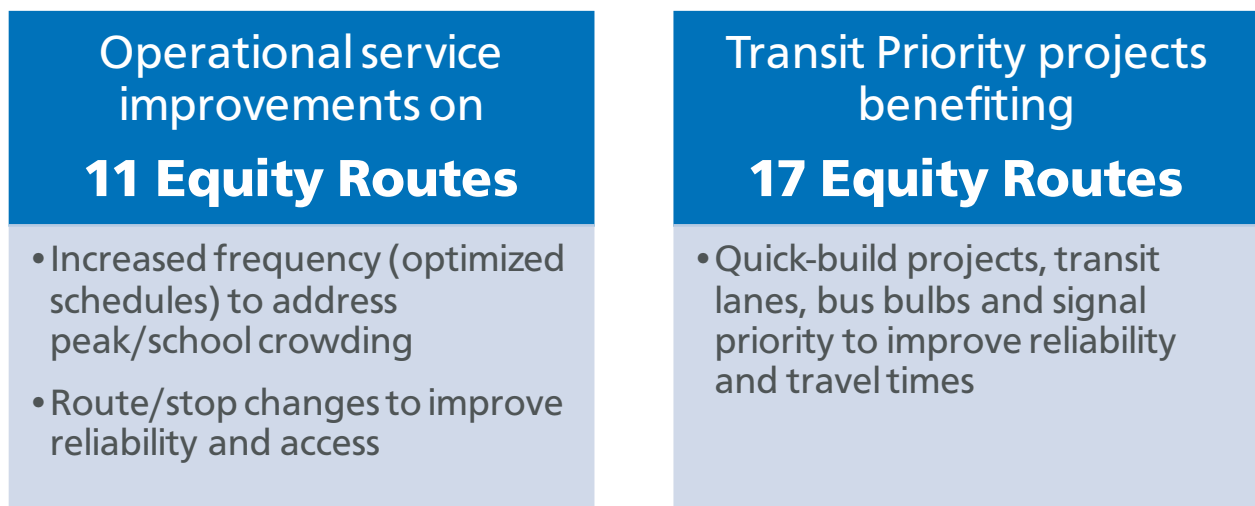 Operational service
improvements on
11 Equity Routes
•Increased frequency (optimized
schedules) to address
peak/school crowding
•Route/stop changes to improve
reliability and access
Transit Priority projects
benefiting
17 Equity Routes
•Quick-build projects, transit
lanes, bus bulbs and signal
priority to improve reliability
and travel times